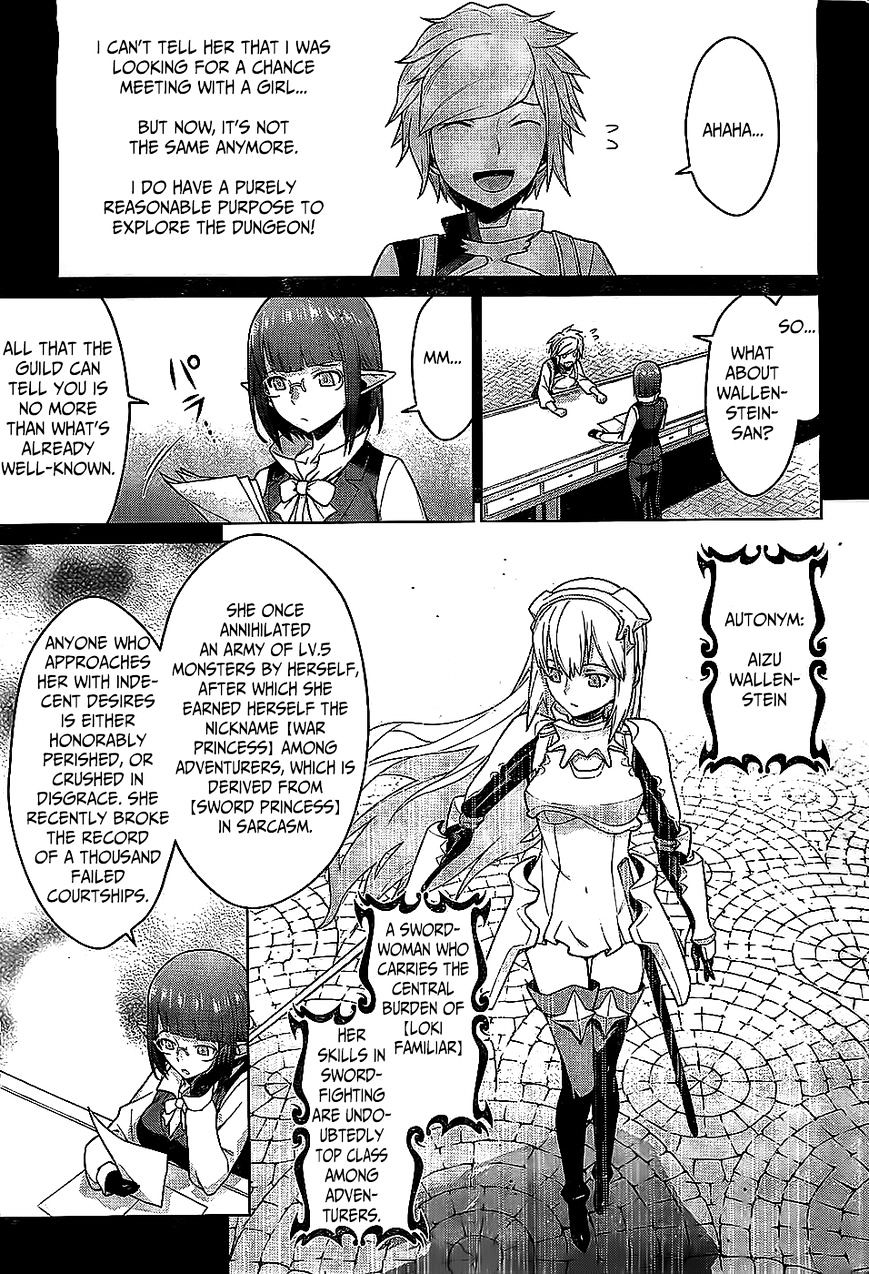 AHAHA...
I CAN'T TELL HER THAT I WAS
LOOKING FOR A CHANCE
MEETING WITH A GIRL...
BUT NOW, IT'S NOT
THE SAME ANYMORE.
I DO HAVE A PURELY
REASONABLE PURPOSE TO
EXPLORE THE DUNGEON!
SO...
WHAT
ABOUT
WALLEN-
STEIN-
SAN?
MM...
パサ
ALL THAT THE
GUILD CAN
TELL YOU IS
NO MORE
THAN WHAT'S
ALREADY
WELL-KNOWN.
AUTONYM:
AIZU
WALLEN-
STEIN
A SWORD-
WOMAN WHO
CARRIES THE
CENTRAL
BURDEN OF
[LOKI
FAMILIAR]
HER
SKILLS IN
SWORD-
FIGHTING
ARE UNDO-
UBTEDLY
TOP CLASS
AMONG
ADVEN-
TURERS.
SHE ONCE
ANNIHILATED
AN ARMY OF LV.5
MONSTERS BY HERSELF,
AFTER WHICH SHE
EARNED HERSELF THE
NICKNAME [WAR
PRINCESS] AMONG
ADVENTURERS, WHICH IS
DERIVED FROM
[SWORD PRINCESS]
IN SARCASM.
ANYONE WHO
APPROACHES
HER WITH INDE-
CENT DESIRES
IS EITHER
HONORABLY
PERISHED, OR
CRUSHED IN
DISGRACE. SHE
RECENTLY BROKE
THE RECORD
OF A THOUSAND
FAILED
COURTSHIPS.